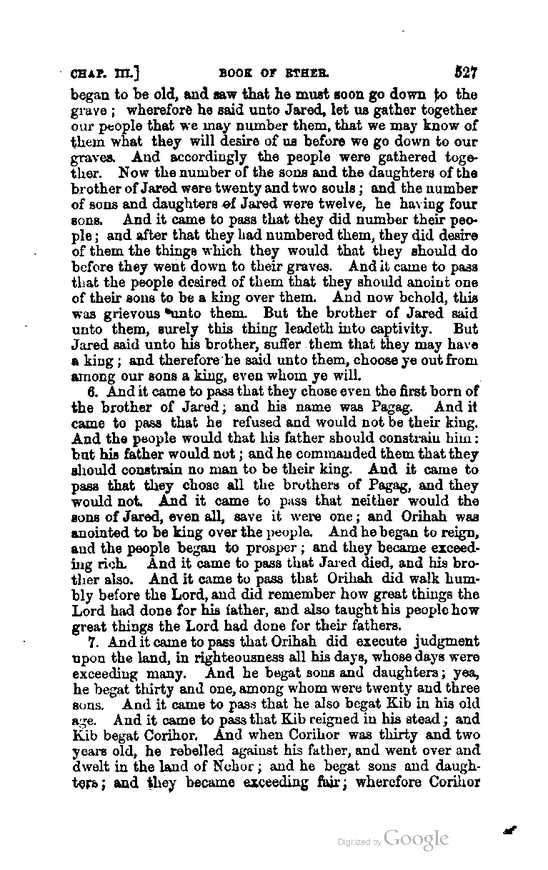 CHAP. III.] BOOK OF ETHER. 527
began to be old, and saw that he must soon go down to the
grave ; wherefore he said unto Jared, let us gather together
our people that we may number them, that we may know of
them what they will desire of us before we go down to our
graves. And accordingly the people were gathered toge-
ther. Now the number of the sons and the daughters of the
brother of Jared were twenty and two souls ; and the number
of sons and daughters of Jared were twelve, he having four
sons. And it came to pass that they did number their peo-
ple ; and after that they had numbered them, they did desire
of them the things which they would that they should do
before they went down to their graves. And it came to pass
that the people desired of them that they should anoint one
of their sons to be a king over them. And now behold, this
was grievous unto them. But the brother of Jared said
unto them, surely this thing leadeth into captivity. But
Jared said unto his brother, suffer them that they may have
a king ; and therefore he said unto them, choose ye out from
among our sons a king, even whom ye will.
6. And it came to pass that they chose even the first born of
the brother of Jared ; and his name was Pagag. And it
came to pass that he refused and would not be their king.
And the people would that his father should constrain him :
but his father would not ; and he commanded them that they
should constrain no man to be their king. And it came to
pass that they chose all the brothers of Pagag, and they
would not. And it came to pass that neither would the
sons of Jared, even all, save it were one ; and Orihah was
anointed to be king over the people. And he began to reign,
and the people began to prosper ; and they became exceed-
ing rich. And it came to pass that Jared died, and his bro-
ther also. And it came to pass that Orihah did walk hum-
bly before the Lord, and did remember how great things the
Lord had done for his father, and also taught his people how
great things the Lord had done for their fathers.
7. And it came to pass that Orihah did execute judgment
upon the land, in righteousness all his days, whose days were
exceeding many. And he begat sons and daughters ; yea,
he begat thirty and one, among whom were twenty and three
sons. And it came to pass that he also begat Kib in his old
age. And it came to pass that Kib reigned in his stead ; and
Kib begat Corihor. And when Corihor was thirty and two
years old, he rebelled against his father, and went over and
dwelt in the land of Nehor ; and he begat sons and daugh-
ters ; and they became exceeding fair ; wherefore Corihor
Digitized by Google